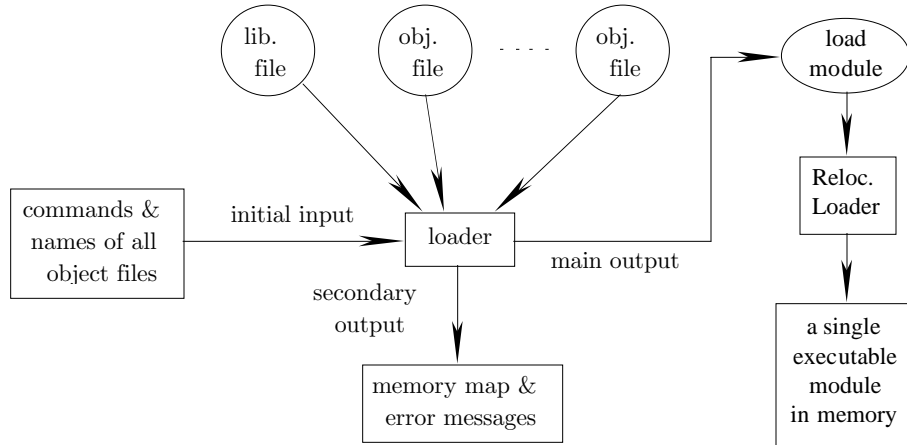 lib.
file
obj.
file
- - - -
obj.
file
load
module
commands &
names of all
object files
initial input
loader
main output
Reloc.
Loader
secondary
output
memory map &
error messages
a single
executable
module
in memory